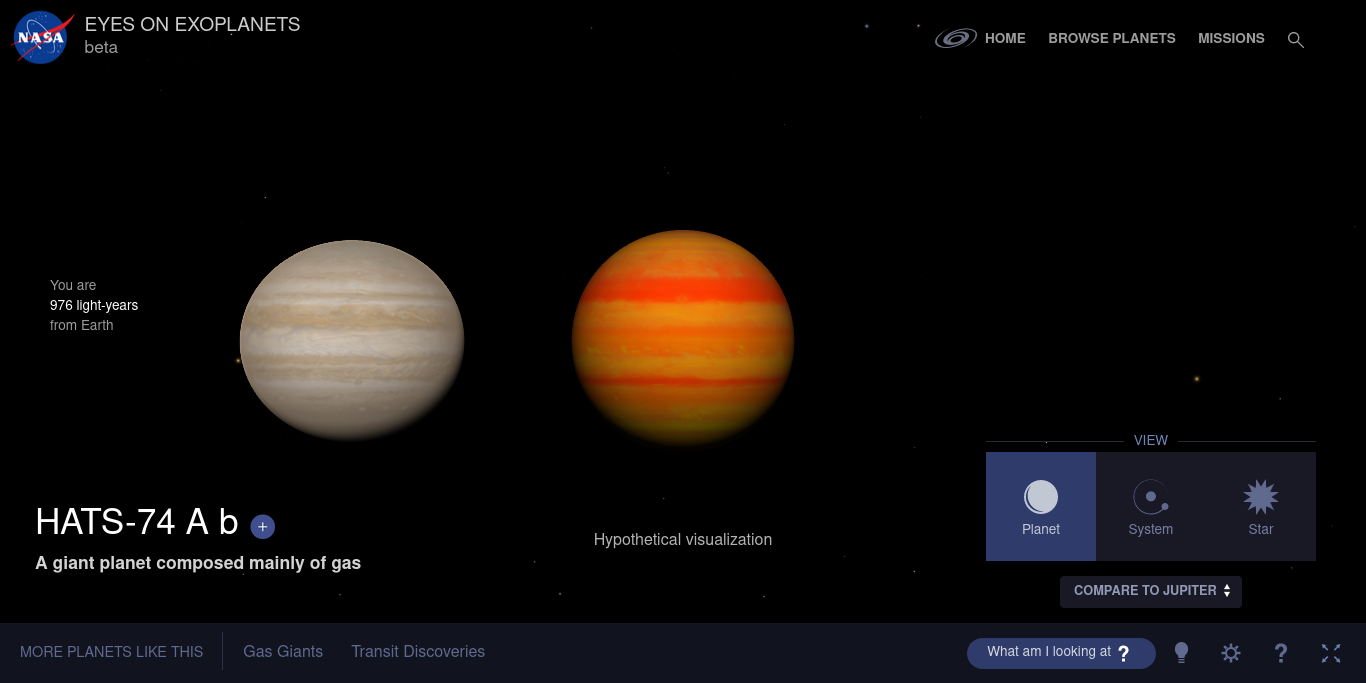 NASA
EYES ON EXOPLANETS
beta
HOME
BROWSE PLANETS
MISSIONS
You are
976 light-years
from Earth
VIEW
Planet
System
Star
HATS-74 A b +
A giant planet composed mainly of gas
Hypothetical visualization
COMPARE TO JUPITER
MORE PLANETS LIKE THIS
Gas Giants
Transit Discoveries
What am I looking at ?
?